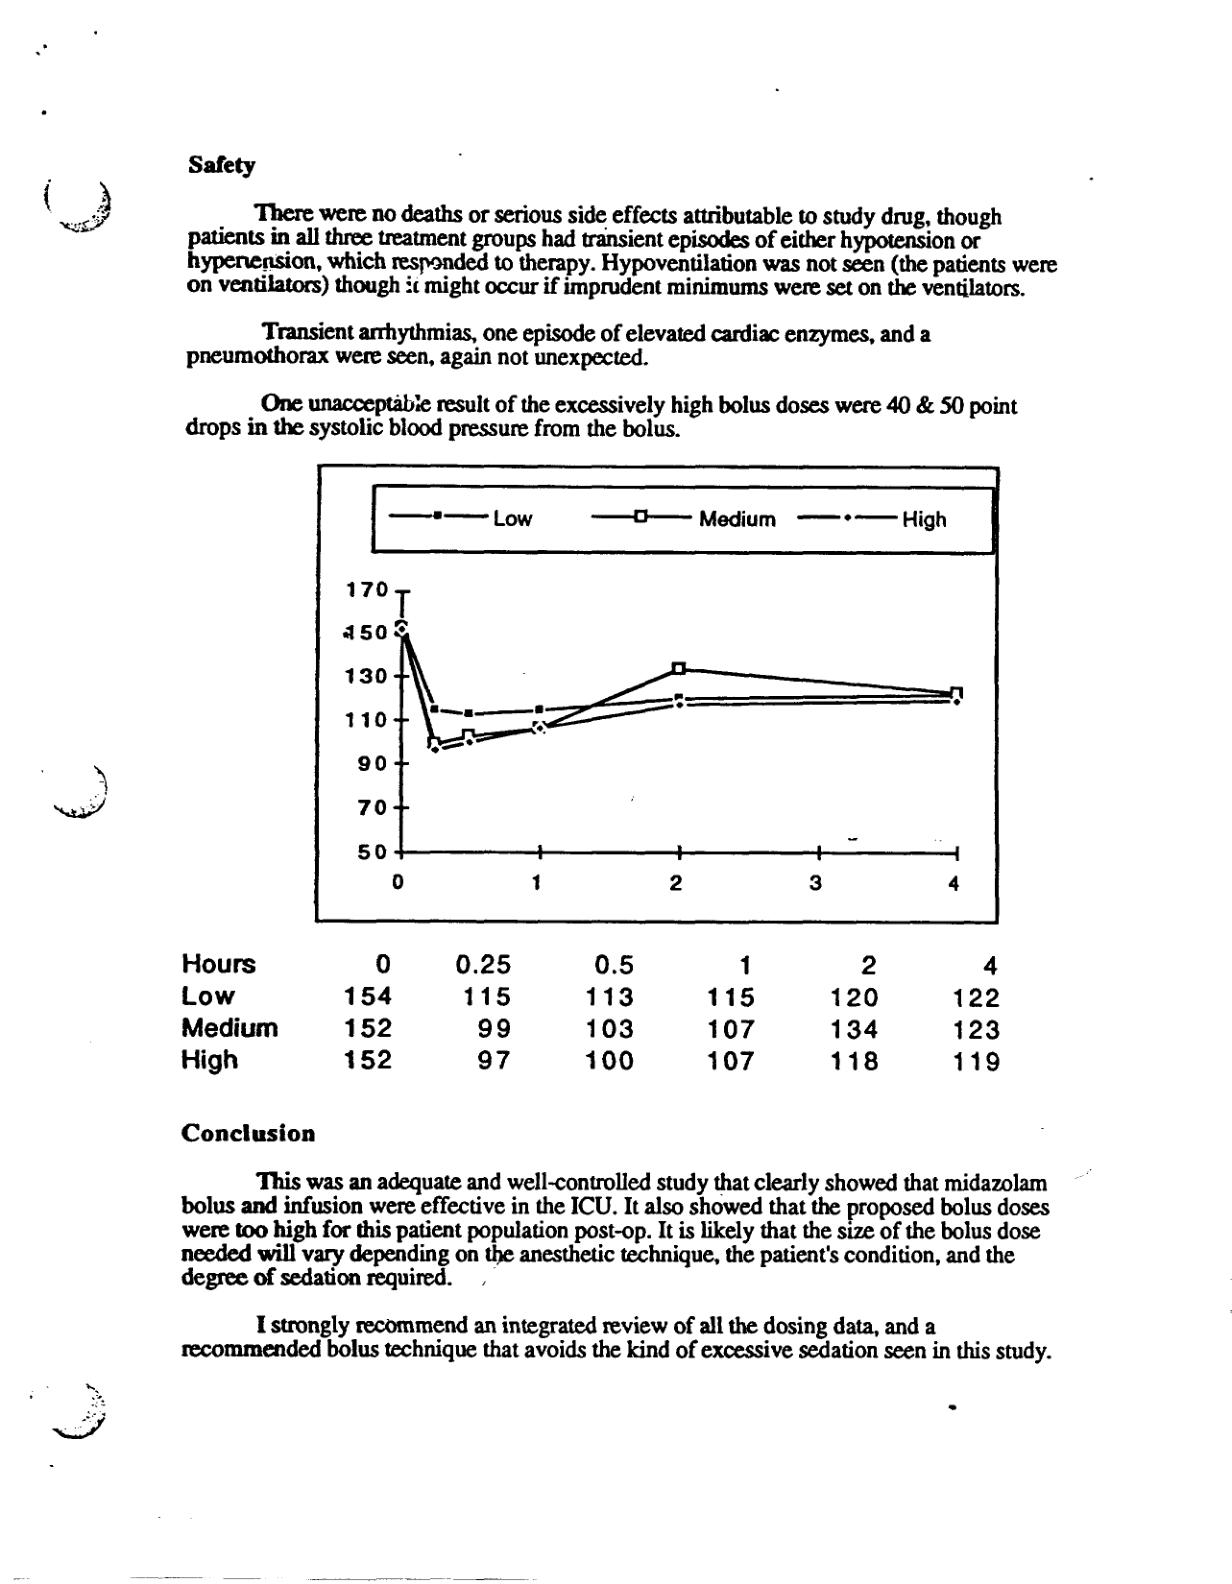 Safety
There were no deaths or serious side effects attributable to study drug, though
patients in all three treatment groups had transient episodes of either hypotension or
hypertension, which responded to therapy. Hypoventilation was not seen (the patients were
on ventilators) though it might occur if imprudent minimums were set on the ventilators.
Transient arrhythmias, one episode of elevated cardiac enzymes, and a
pneumothorax were seen, again not unexpected.
One unacceptable result of the excessively high bolus doses were 40 & 50 point
drops in the systolic blood pressure from the bolus.
Low Medium High
170
150
130
110
90
70
50
0 1 2 3 4
Hours 0 0.25 0.5 1 2 4
Low 154 115 113 115 120 122
Medium 152 99 103 107 134 123
High 152 97 100 107 118 119
Conclusion
This was an adequate and well-controlled study that clearly showed that midazolam
bolus and infusion were effective in the ICU. It also showed that the proposed bolus doses
were too high for this patient population post-op. It is likely that the size of the bolus dose
needed will vary depending on the anesthetic technique, the patient's condition, and the
degree of sedation required.
I strongly recommend an integrated review of all the dosing data, and a
recommended bolus technique that avoids the kind of excessive sedation seen in this study.